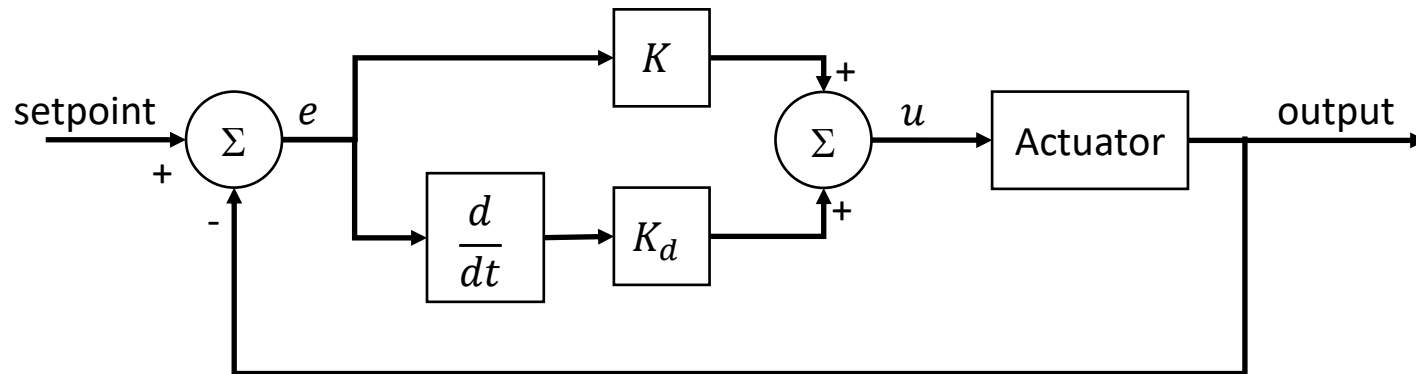 setpoint
+
-
Σ
e
K
d
dt
K_d
+
+
Σ
u
Actuator
output